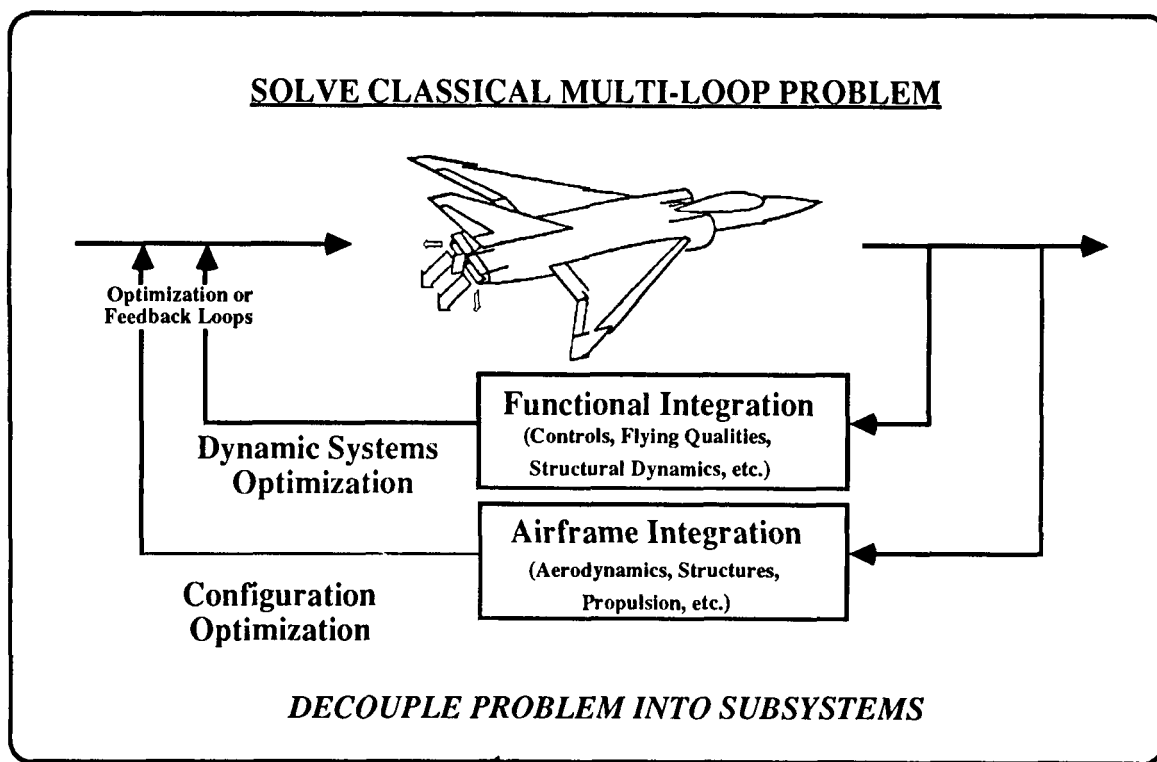 SOLVE CLASSICAL MULTI-LOOP PROBLEM
Optimization or
Feedback Loops
Functional Integration
(Controls, Flying Qualities,
Structural Dynamics, etc.)
Dynamic Systems
Optimization
Airframe Integration
(Aerodynamics, Structures,
Propulsion, etc.)
Configuration
Optimization
DECOUPLE PROBLEM INTO SUBSYSTEMS